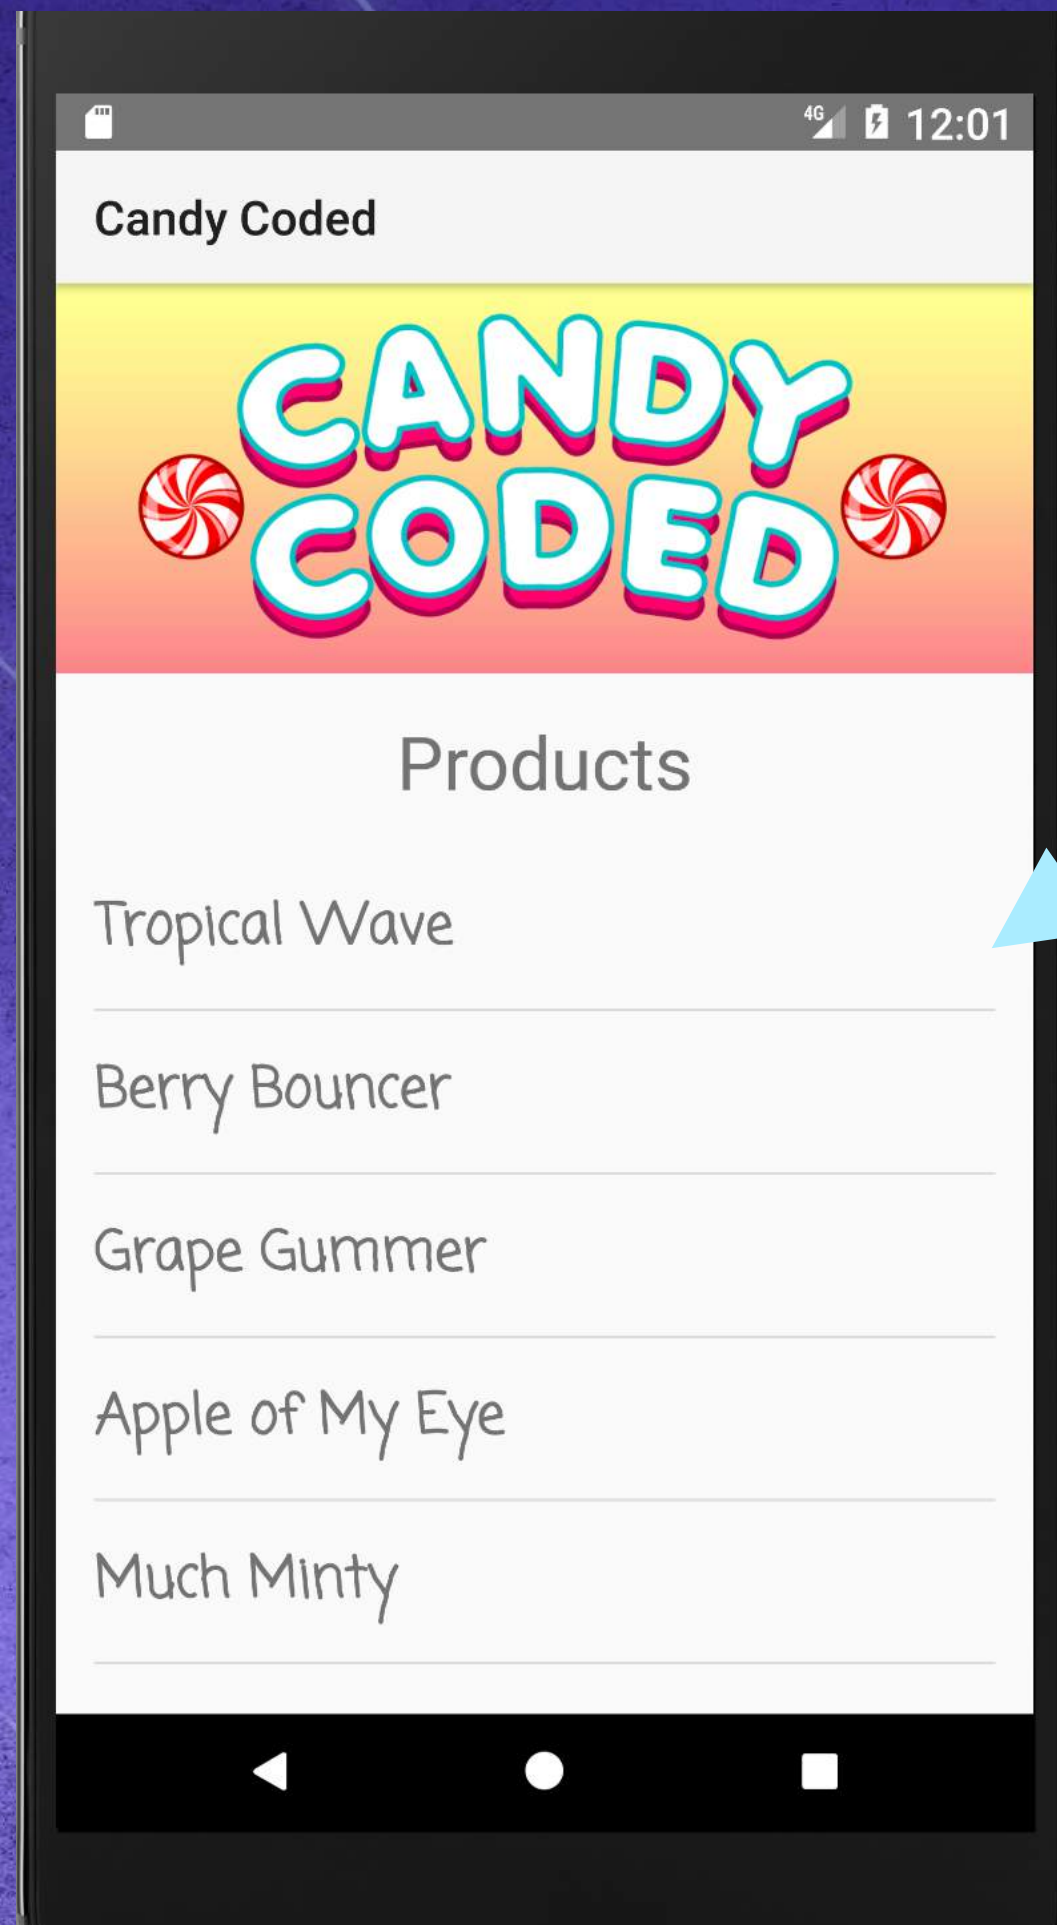 4G 12:01
Candy Coded
CANDY
CODED
Products
Tropical Wave
Berry Bouncer
Grape Gummer
Apple of My Eye
Much Minty